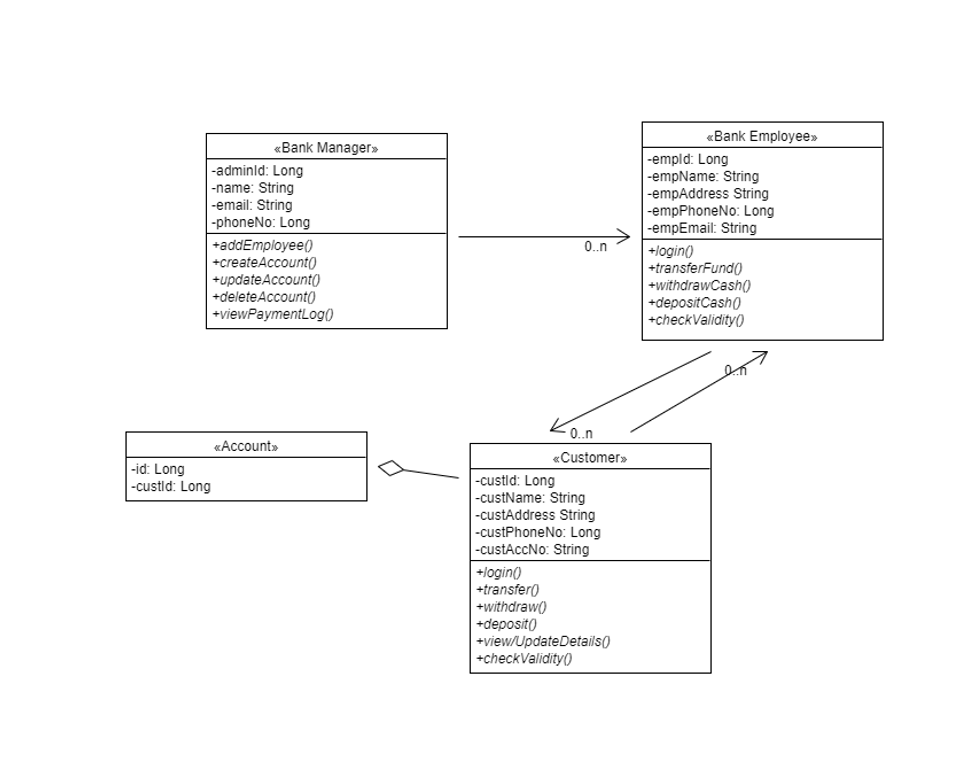 «Bank Manager»
-adminId: Long
-name: String
-email: String
-phoneNo: Long
+addEmployee()
+createAccount()
+updateAccount()
+deleteAccount()
+viewPaymentLog()
0..n
«Bank Employee»
-empId: Long
-empName: String
-empAddress String
-empPhoneNo: Long
-empEmail: String
+login()
+transferFund()
+withdrawCash()
+depositCash()
+checkValidity()
0..n
0..n
«Account»
-id: Long
-custId: Long
«Customer»
-custId: Long
-custName: String
-custAddress String
-custPhoneNo: Long
-custAccNo: String
+login()
+transfer()
+withdraw()
+deposit()
+view/UpdateDetails()
+checkValidity()